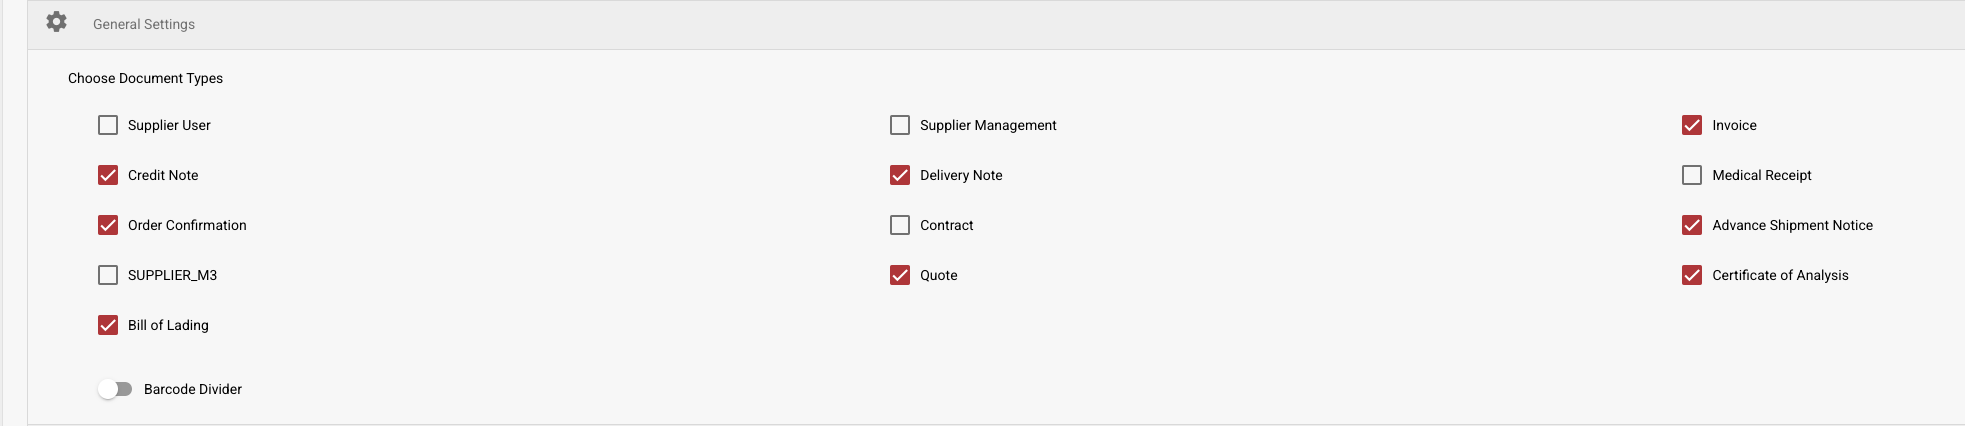 General Settings
Choose Document Types
Supplier User
Supplier Management
Invoice
Credit Note
Delivery Note
Medical Receipt
Order Confirmation
Contract
Advance Shipment Notice
SUPPLIER_M3
Quote
Certificate of Analysis
Bill of Lading
Barcode Divider